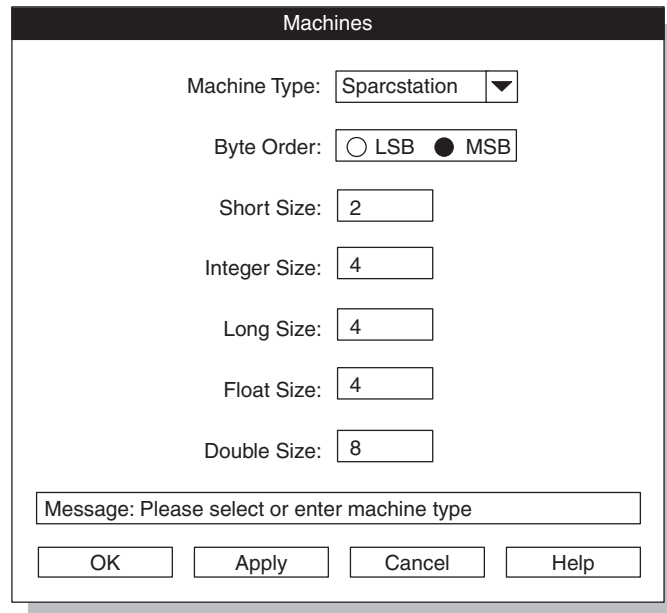 Machines
Machine Type: Sparcstation
Byte Order: LSB MSB
Short Size: 2
Integer Size: 4
Long Size: 4
Float Size: 4
Double Size: 8
Message: Please select or enter machine type
OK Apply Cancel Help